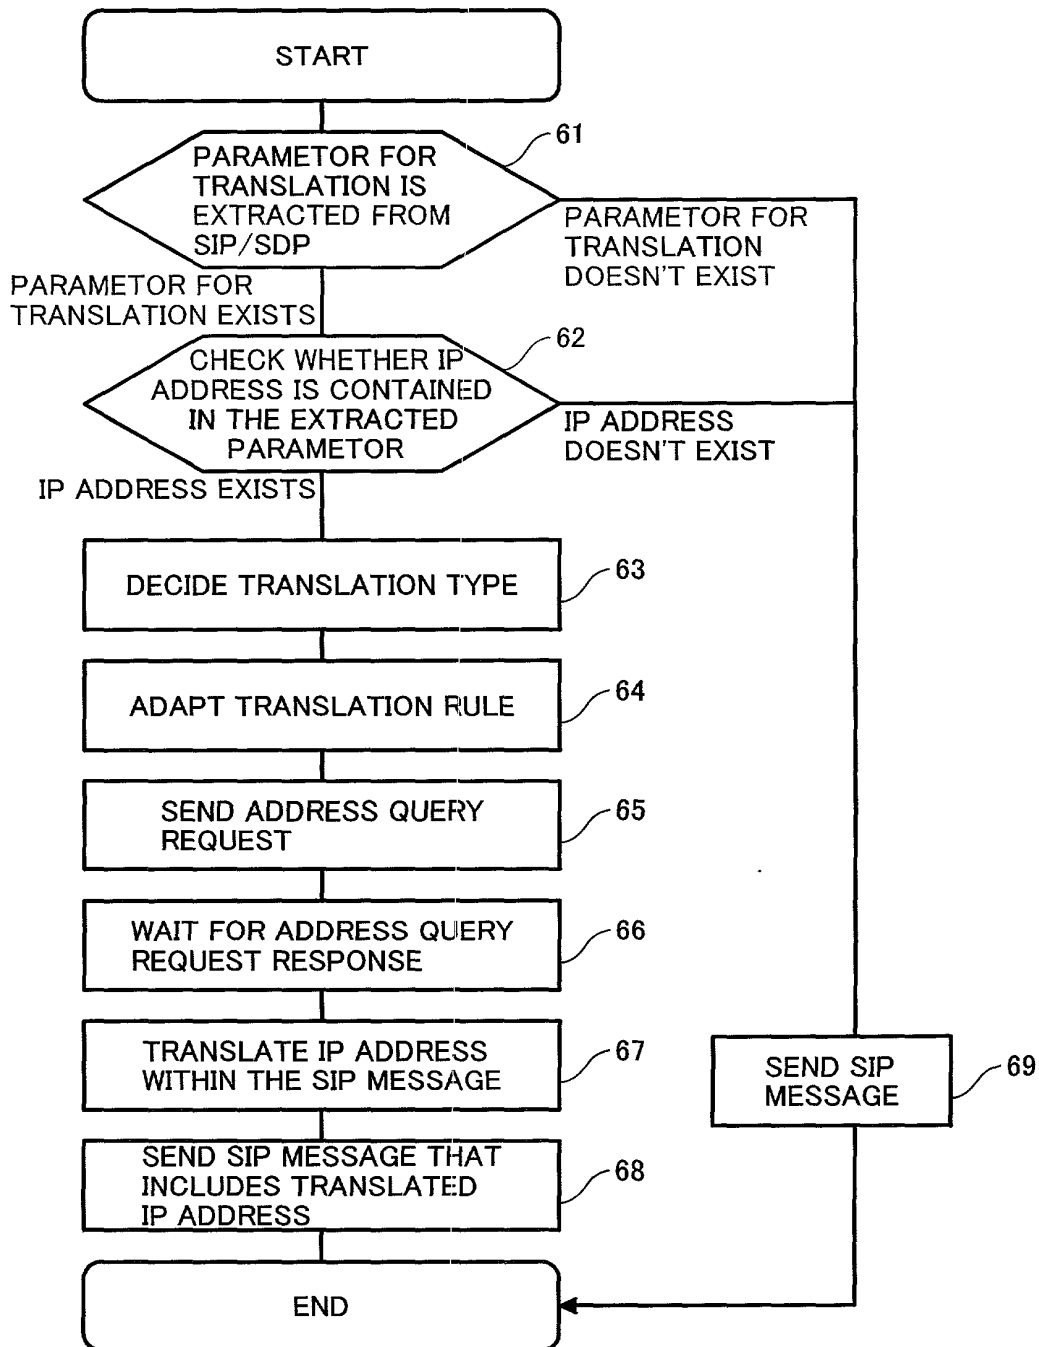 START
61
PARAMETOR FOR
TRANSLATION IS
EXTRACTED FROM
SIP/SDP
PARAMETOR FOR
TRANSLATION
DOESN'T EXIST
PARAMETOR FOR
TRANSLATION EXISTS
62
CHECK WHETHER IP
ADDRESS IS CONTAINED
IN THE EXTRACTED
PARAMETOR
IP ADDRESS
DOESN'T EXIST
IP ADDRESS EXISTS
DECIDE TRANSLATION TYPE
63
ADAPT TRANSLATION RULE
64
SEND ADDRESS QUERY
REQUEST
65
WAIT FOR ADDRESS QUERY
REQUEST RESPONSE
66
TRANSLATE IP ADDRESS
WITHIN THE SIP MESSAGE
67
SEND SIP
MESSAGE
69
SEND SIP MESSAGE THAT
INCLUDES TRANSLATED
IP ADDRESS
68
END